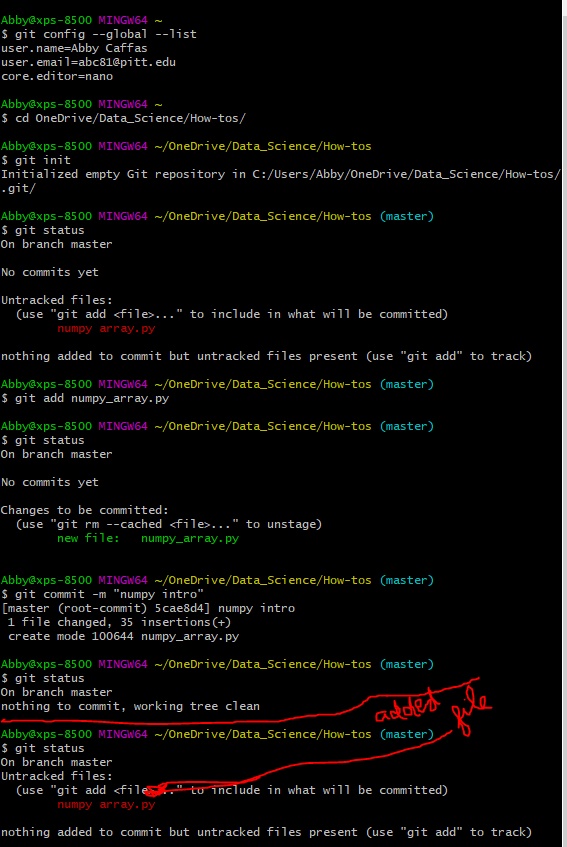 Abby@xps-8500 MINGW64 ~
$ git config --global --list
user.name=Abby Caffas
user.email=abc81@pitt.edu
core.editor=nano
Abby@xps-8500 MINGW64 ~
$ cd OneDrive/Data_Science/How-tos/
Abby@xps-8500 MINGW64 ~/OneDrive/Data_Science/How-tos
$ git init
Initialized empty Git repository in C:/Users/Abby/OneDrive/Data_Science/How-tos/
.git/
Abby@xps-8500 MINGW64 ~/OneDrive/Data_Science/How-tos (master)
$ git status
On branch master
No commits yet
Untracked files:
(use "git add <file>..." to include in what will be committed)
numpy_array.py
nothing added to commit but untracked files present (use "git add" to track)
Abby@xps-8500 MINGW64 ~/OneDrive/Data_Science/How-tos (master)
$ git add numpy_array.py
Abby@xps-8500 MINGW64 ~/OneDrive/Data_Science/How-tos (master)
$ git status
On branch master
No commits yet
Changes to be committed:
(use "git rm --cached <file>..." to unstage)
new file: numpy_array.py
Abby@xps-8500 MINGW64 ~/OneDrive/Data_Science/How-tos (master)
$ git commit -m "numpy intro"
[master (root-commit) 5cae8d4] numpy intro
1 file changed, 35 insertions(+)
create mode 100644 numpy_array.py
Abby@xps-8500 MINGW64 ~/OneDrive/Data_Science/How-tos (master)
$ git status
On branch master
nothing to commit, working tree clean
added file
Abby@xps-8500 MINGW64 ~/OneDrive/Data_Science/How-tos (master)
$ git status
On branch master
Untracked files:
(use "git add <file>..." to include in what will be committed)
numpy array.py
nothing added to commit but untracked files present (use "git add" to track)